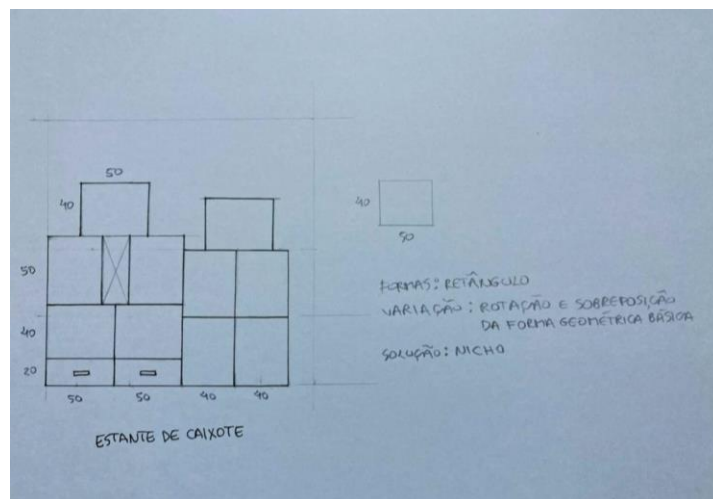 50
40
50
40
20
50 50 40 40
ESTANTE DE CAIXOTE
40
50
FORMAS: RETÂNGULO
VARIAÇÃO: ROTAÇÃO E SOBREPOSIÇÃO
DA FORMA GEOMÉTRICA BÁSICA
SOLUÇÃO: NICHO